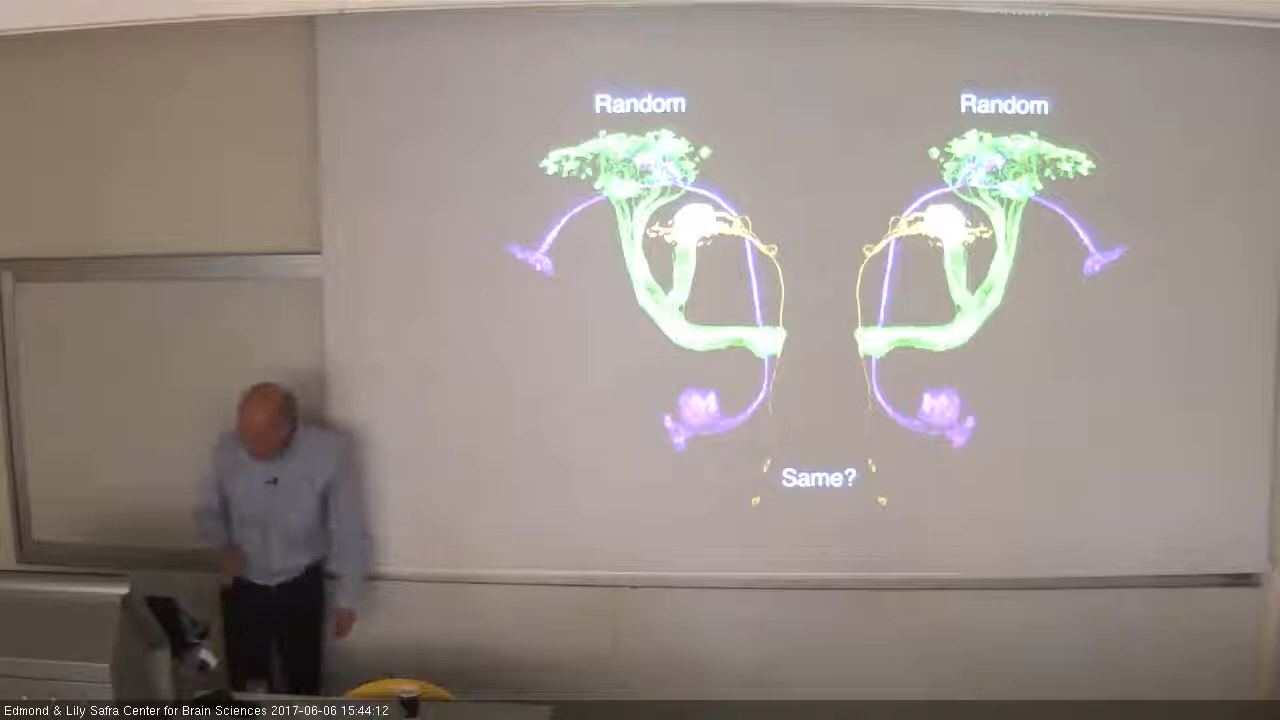 Random
Random
Same?
Edmond & Lily Safra Center for Brain Sciences 2017-06-06 15:44:12